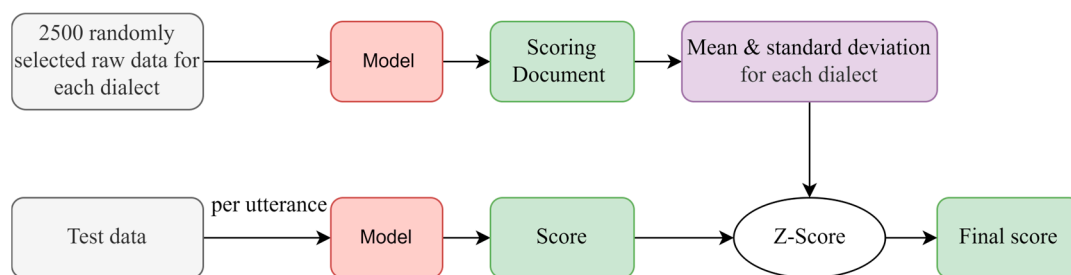 2500 randomly
selected raw data for
each dialect
Model
Scoring
Document
Mean & standard deviation
for each dialect
Test data
per utterance
Model
Score
Z-Score
Final score